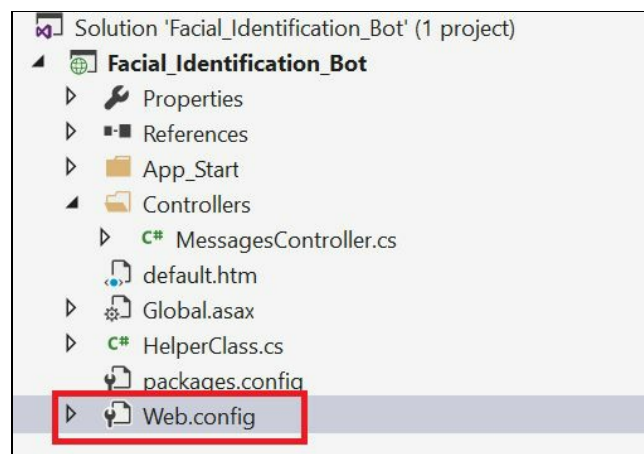 Solution 'Facial_Identification_Bot' (1 project)
Facial_Identification_Bot
Properties
References
App_Start
Controllers
C# MessagesController.cs
default.htm
Global.asax
C# HelperClass.cs
packages.config
Web.config